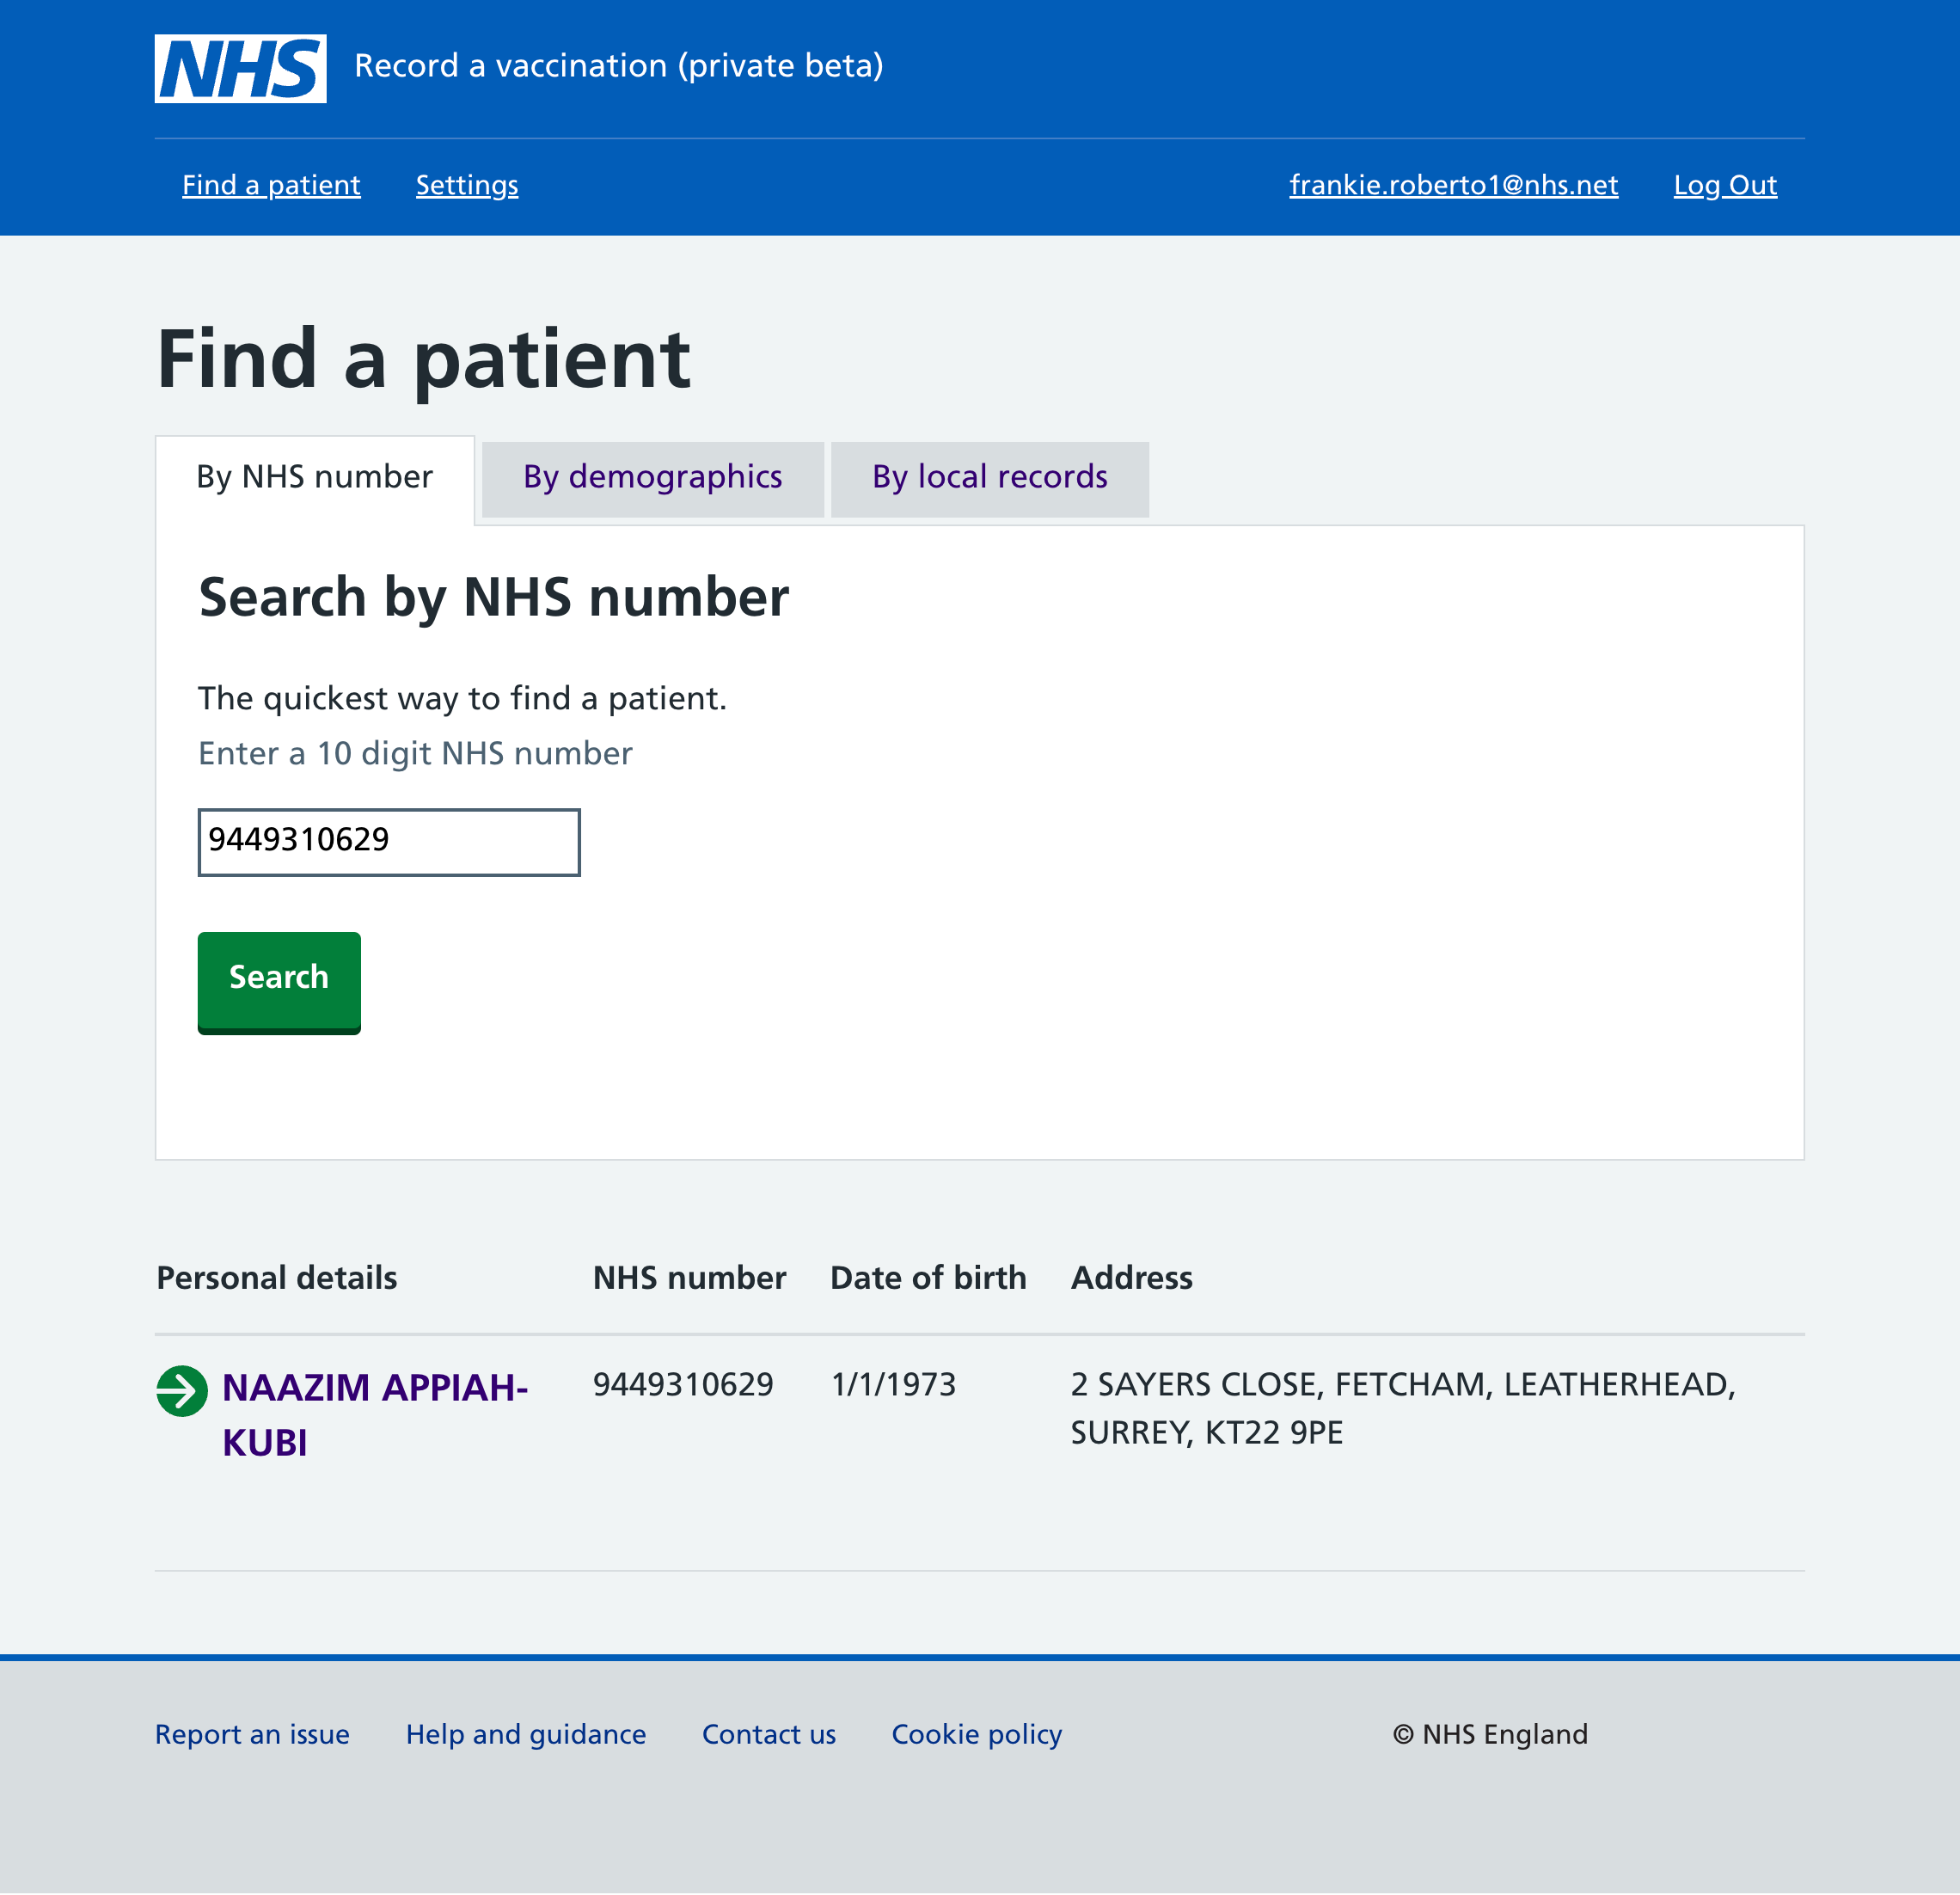 NHS Record a vaccination (private beta)
Find a patient Settings frankie.roberto1@nhs.net Log Out
Find a patient
By NHS number By demographics By local records
Search by NHS number
The quickest way to find a patient.
Enter a 10 digit NHS number
9449310629
Search
Personal details NHS number Date of birth Address
NAAZIM APPIAH- 9449310629 1/1/1973 2 SAYERS CLOSE, FETCHAM, LEATHERHEAD,
KUBI SURREY, KT22 9PE
Report an issue Help and guidance Contact us Cookie policy © NHS England